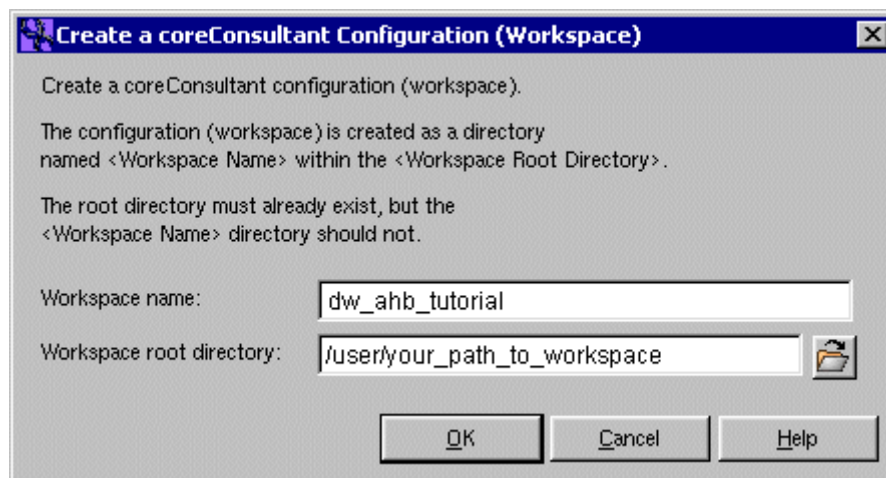 Create a coreConsultant Configuration (Workspace)
Create a coreConsultant configuration (workspace).
The configuration (workspace) is created as a directory
named <Workspace Name> within the <Workspace Root Directory>.
The root directory must already exist, but the
<Workspace Name> directory should not.
Workspace name: dw_ahb_tutorial
Workspace root directory: /user/your_path_to_workspace
OK Cancel Help